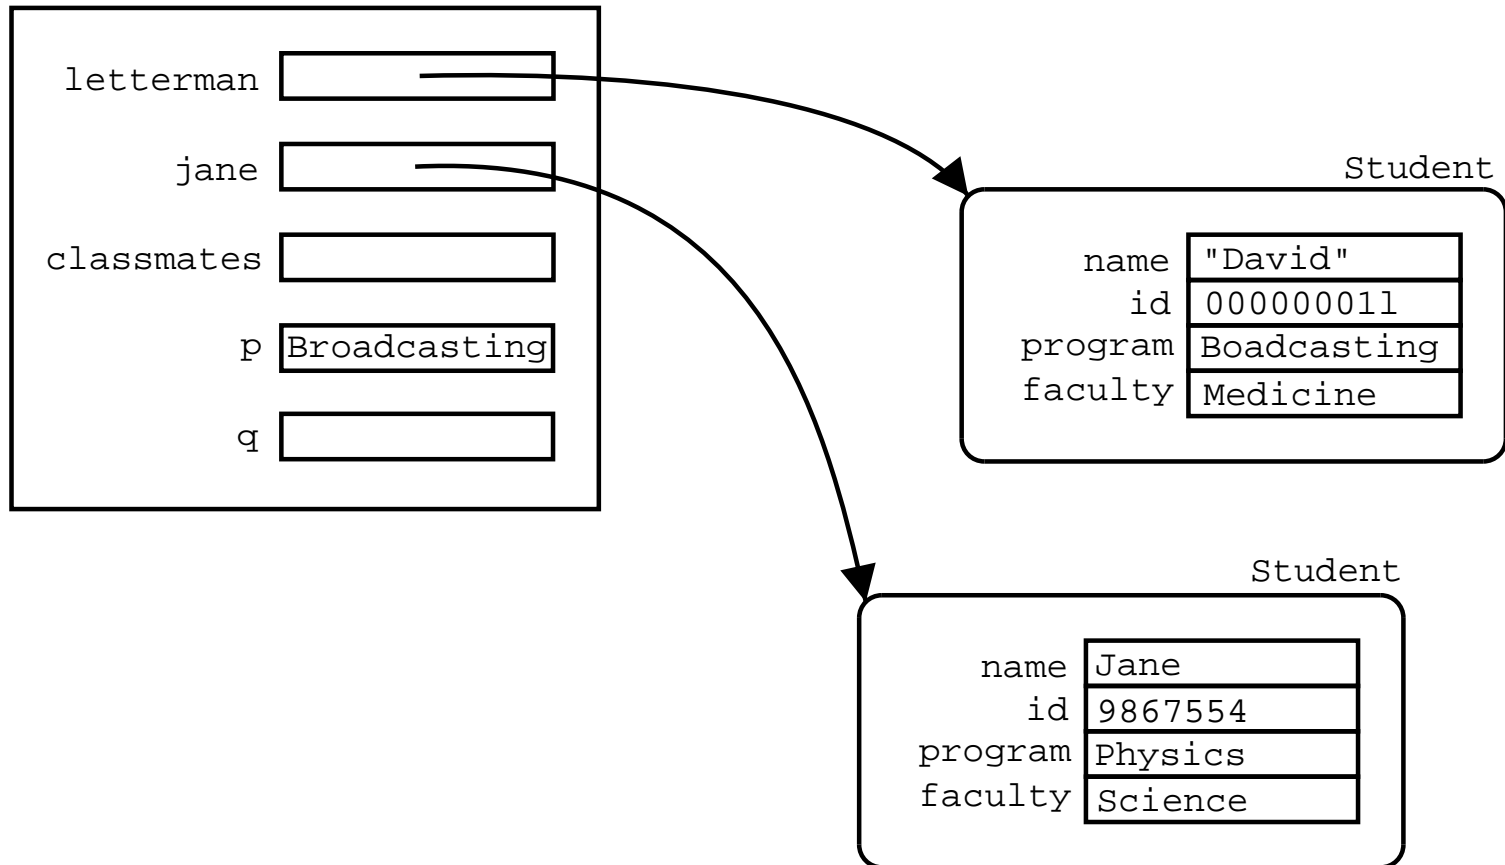 letterman
jane
classmates
p Broadcasting
q
Student
name "David"
id 00000001l
program Boadcasting
faculty Medicine
Student
name Jane
id 9867554
program Physics
faculty Science